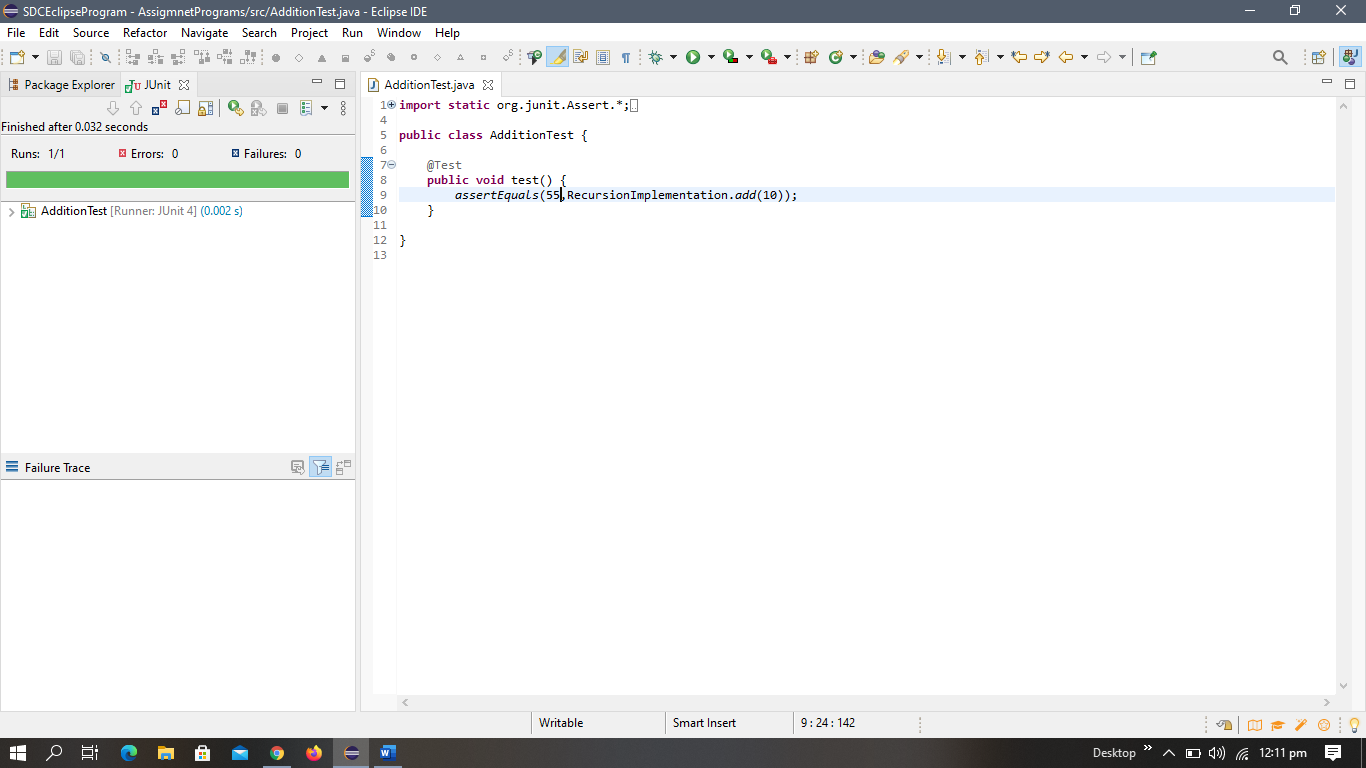 SDCEclipseProgram - AssigmnetPrograms/src/AdditionTest.java - Eclipse IDE
File Edit Source Refactor Navigate Search Project Run Window Help
Package Explorer JUnit
AdditionTest.java
Finished after 0.032 seconds
Runs: 1/1 Errors: 0 Failures: 0
AdditionTest [Runner: JUnit 4] (0.002 s)
Failure Trace
1 import static org.junit.Assert.*;
4
5 public class AdditionTest {
6
7 @Test
8 public void test() {
9 assertEquals(55,RecursionImplementation.add(10));
10 }
11
12 }
13
Writable Smart Insert 9 : 24 : 142
Desktop 12:11 pm